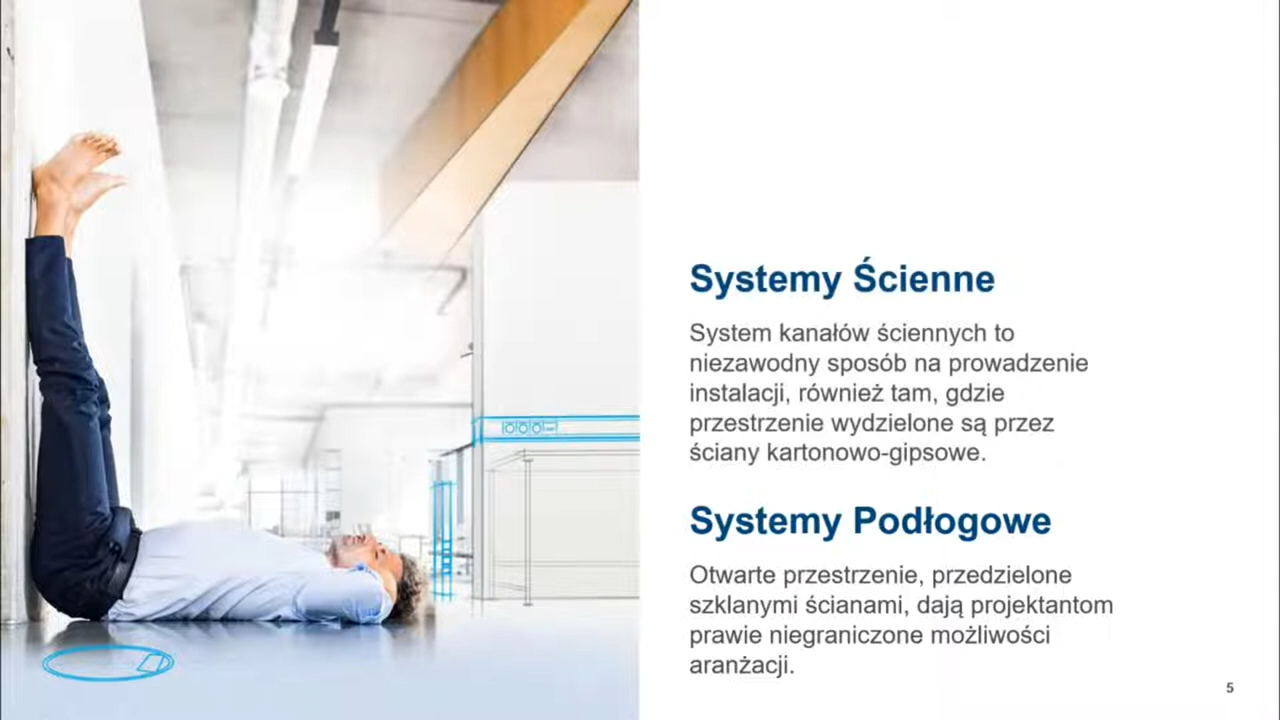 Systemy Ścienne
System kanałów ściennych to
niezawodny sposób na prowadzenie
instalacji, również tam, gdzie
przestrzenie wydzielone są przez
ściany kartonowo-gipsowe.
Systemy Podłogowe
Otwarte przestrzenie, przedzielone
szklanymi ścianami, dają projektantom
prawie niegraniczone możliwości
aranżacji.
5